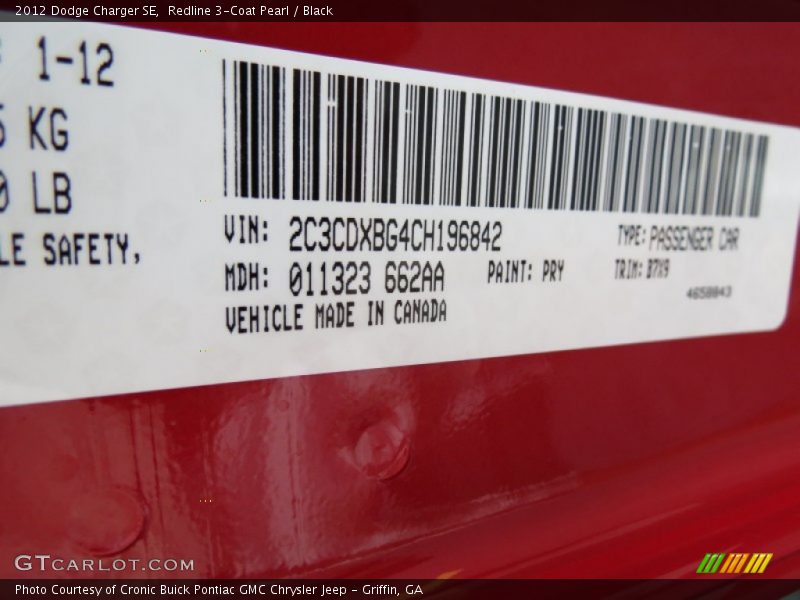 2012 Dodge Charger SE,  Redline 3-Coat Pearl / Black
1-12
KG
LB
LE SAFETY,
VIN: 2C3CDXBG4CH196842
TYPE: PASSENGER CAR
MDH: 011323 662AA
PAINT: PRY
TRIM: B7X9
VEHICLE MADE IN CANADA
4658843
GTCARLOT.COM
Photo Courtesy of Cronic Buick Pontiac GMC Chrysler Jeep - Griffin, GA